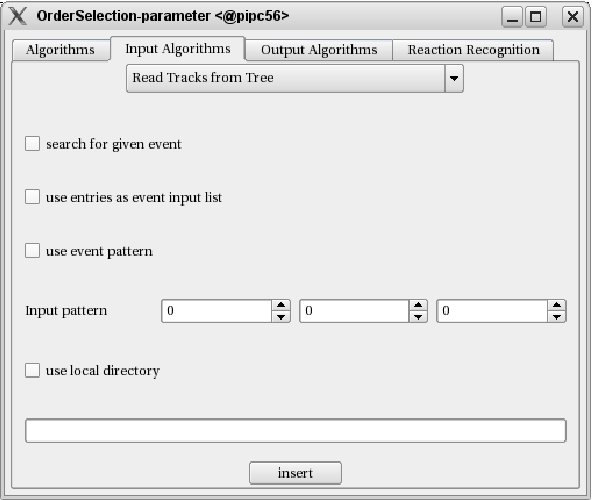 OrderSelection-parameter <@pipc56>
Algorithms Input Algorithms Output Algorithms Reaction Recognition
Read Tracks from Tree
search for given event
use entries as event input list
use event pattern
Input pattern 0 0 0
use local directory
insert